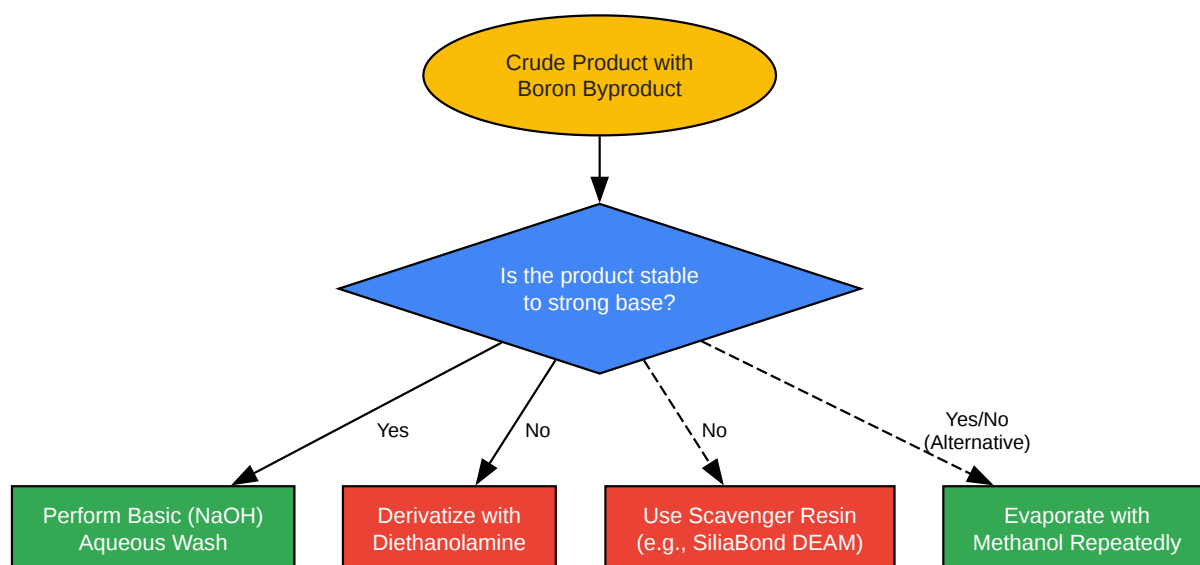 Crude Product with
Boron Byproduct
Is the product stable
to strong base?
Yes
No
No
Yes/No
(Alternative)
Perform Basic (NaOH)
Aqueous Wash
Derivatize with
Diethanolamine
Use Scavenger Resin
(e.g., SiliaBond DEAM)
Evaporate with
Methanol Repeatedly